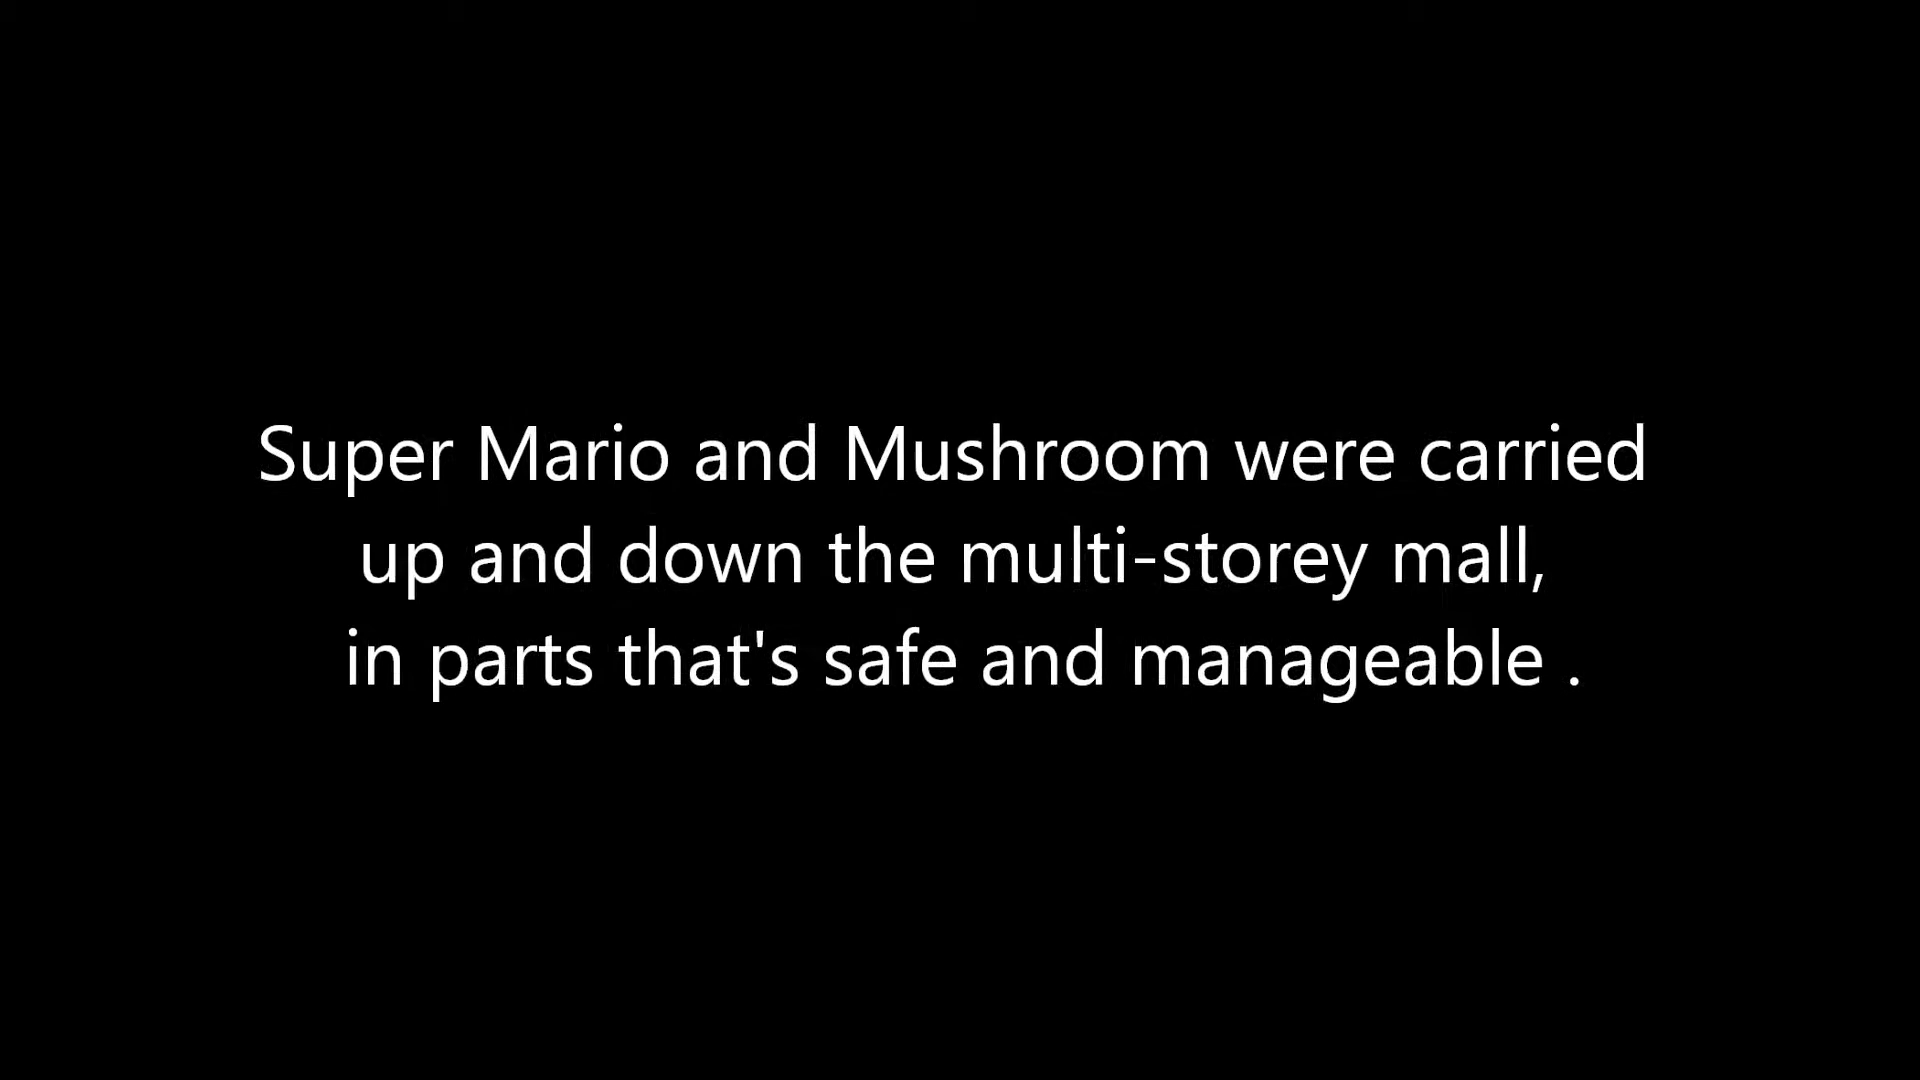 Super Mario and Mushroom were carried
up and down the multi-storey mall,
in parts that's safe and manageable .